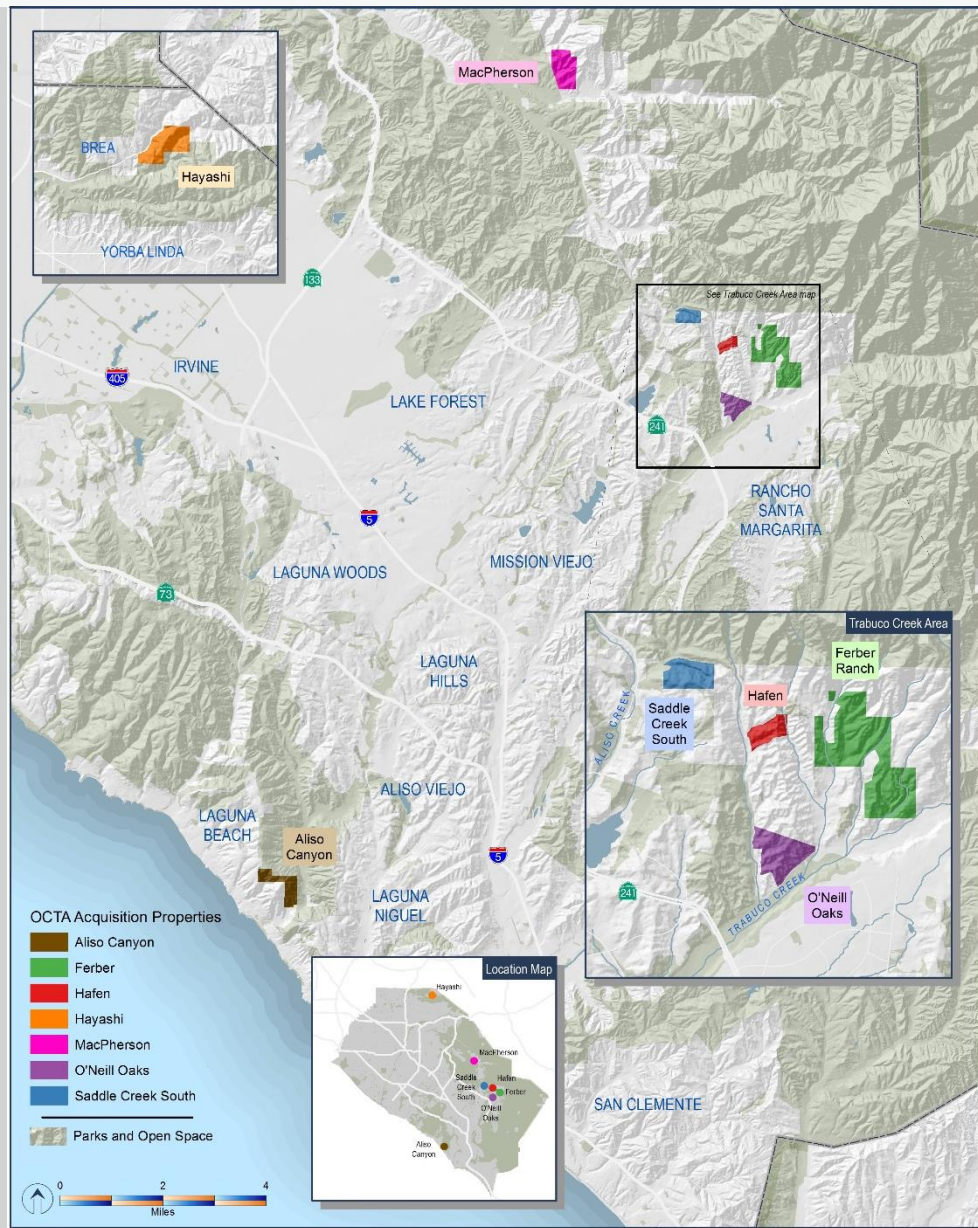 MacPherson
BREA
Hayashi
YORBA LINDA
133
See Trabuco Creek Area map
IRVINE
405
LAKE FOREST
241
5
RANCHO
SANTA
MARGARITA
MISSION VIEJO
LAGUNA WOODS
73
LAGUNA
HILLS
Trabuco Creek Area
Ferber
Ranch
Hafen
Saddle
Creek
South
ALISO CREEK
O'Neill
Oaks
TRABUCO CREEK
241
ALISO VIEJO
LAGUNA
BEACH
Aliso
Canyon
5
LAGUNA
NIGUEL
OCTA Acquisition Properties
Aliso Canyon
Ferber
Hafen
Hayashi
MacPherson
O'Neill Oaks
Saddle Creek South
Parks and Open Space
0 2 4
Miles
Location Map
Hayashi
MacPherson
Saddle
Creek
South
Hafen
Ferber
O'Neill
Oaks
Aliso
Canyon
SAN CLEMENTE